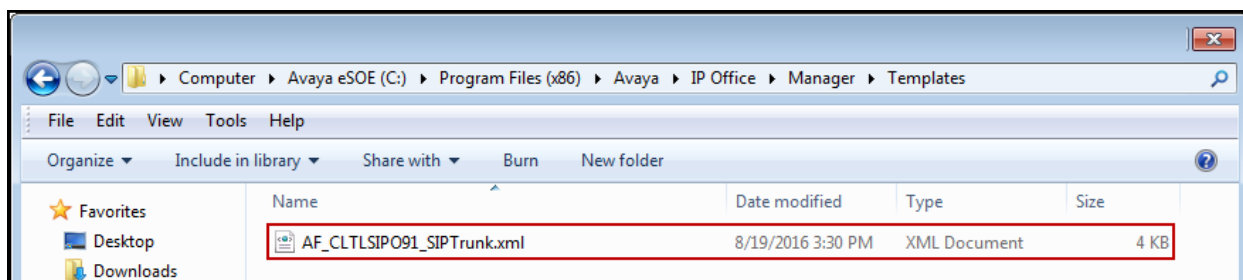 Computer Avaya eSOE (C:) Program Files (x86) Avaya IP Office Manager Templates
File Edit View Tools Help
Organize Include in library Share with Burn New folder
Favorites Name Date modified Type Size
Desktop AF_CLTLSIPO91_SIPTrunk.xml 8/19/2016 3:30 PM XML Document 4 KB
Downloads